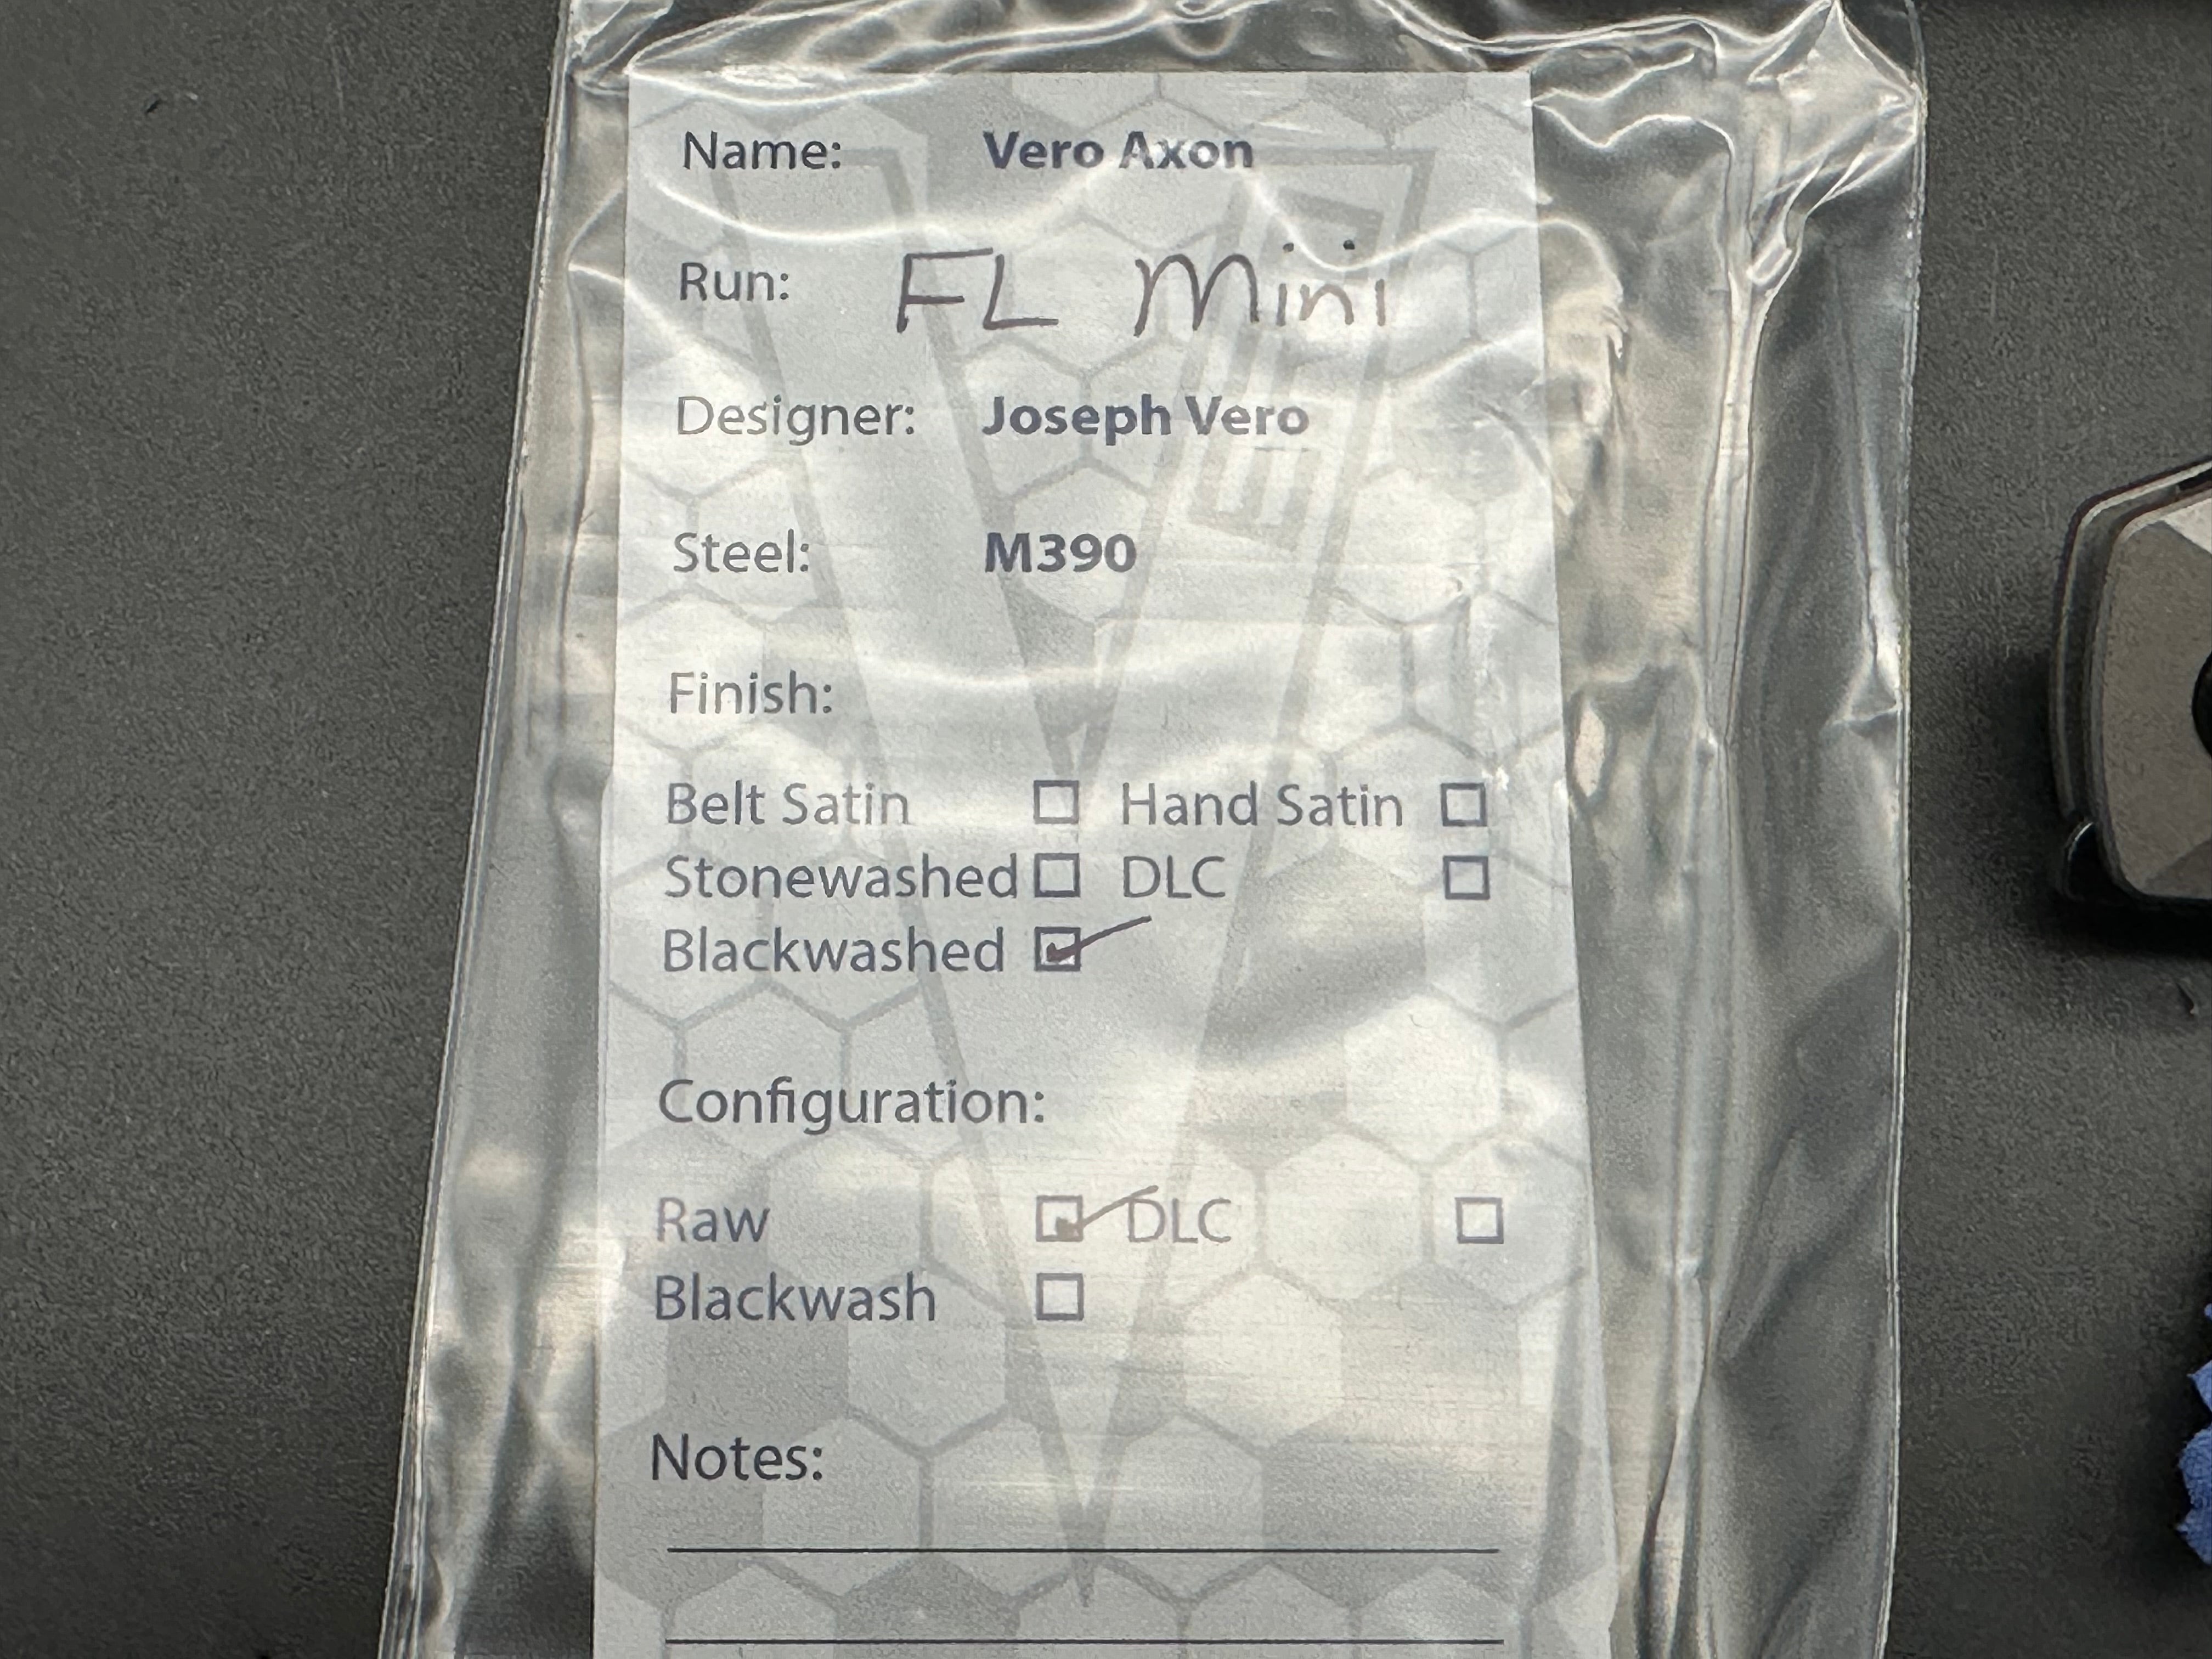 Name: Vero Axon
Run: FL Mini
Designer: Joseph Vero
Steel: M390
Finish:
Belt Satin ☐ Hand Satin ☐
Stonewashed ☐ DLC ☐
Blackwashed ☑
Configuration:
Raw ☑ DLC ☐
Blackwash ☐
Notes: